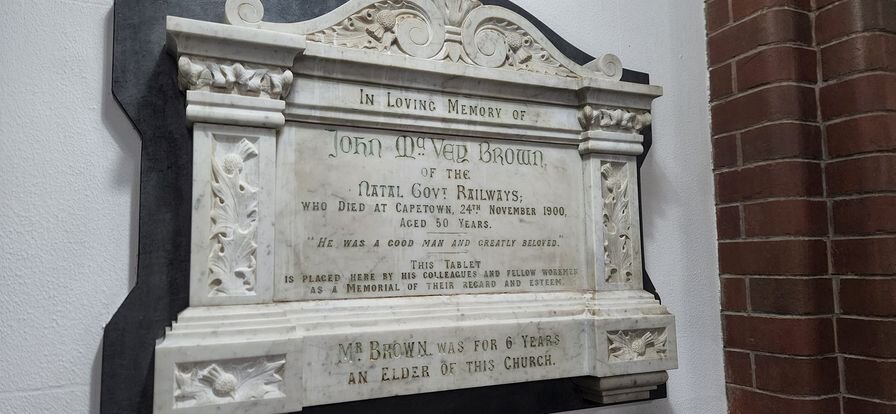 In Loving Memory of
John McVey Brown,
of the
Natal Govt Railways;
who Died at Capetown, 24th November 1900,
Aged 50 Years.
"He was a good man and greatly beloved."
This Tablet
is placed here by his colleagues and fellow workmen
as a Memorial of their regard and esteem.
Mr Brown was for 6 Years
an Elder of this Church.